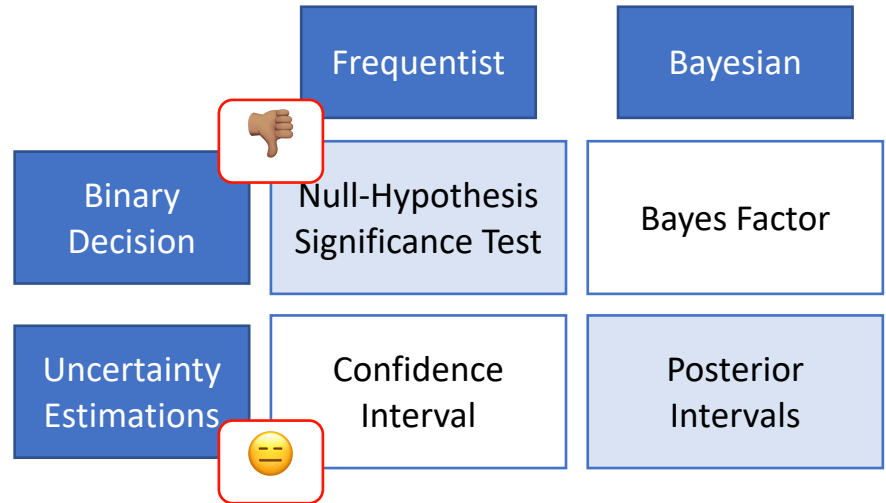 Frequentist
Bayesian
Binary
Decision
Null-Hypothesis
Significance Test
Bayes Factor
Uncertainty
Estimations
Confidence
Interval
Posterior
Intervals